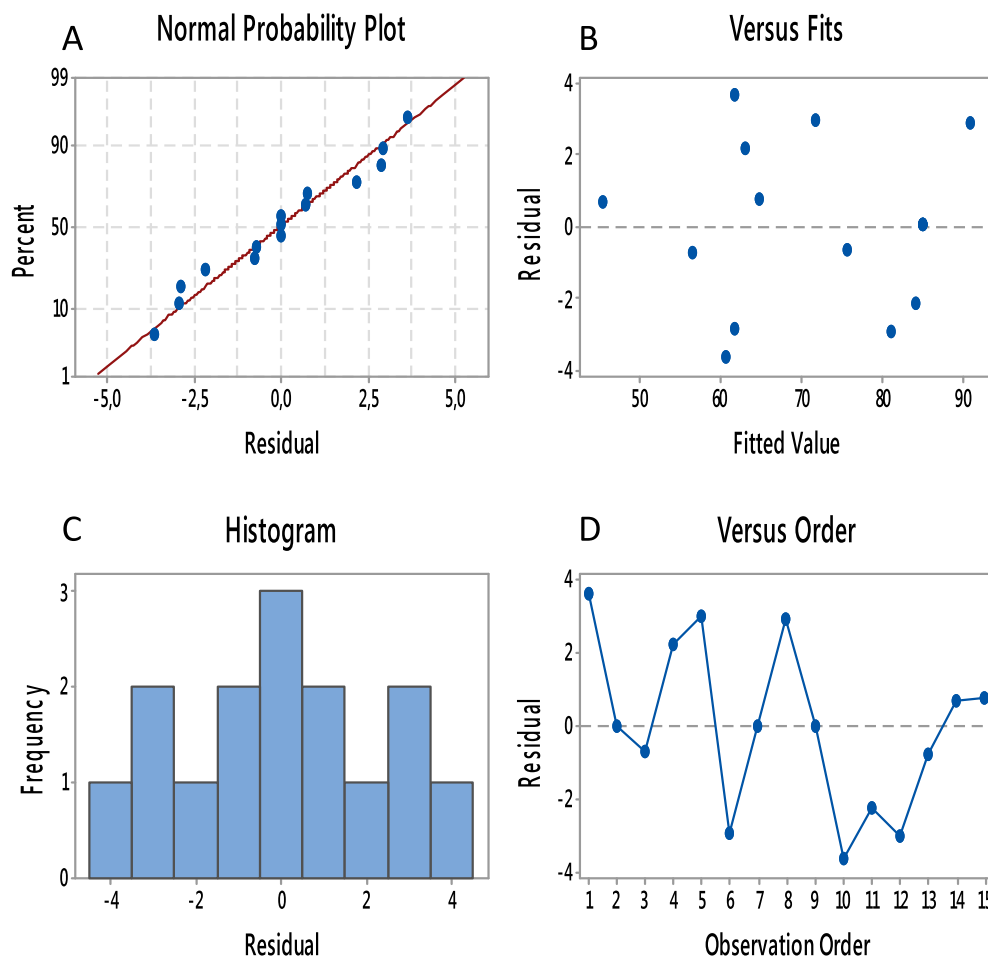 A
Normal Probability Plot
99
90
50
10
1
Percent
-5,0 -2,5 0,0 2,5 5,0
Residual
B
Versus Fits
4
2
0
-2
-4
Residual
50 60 70 80 90
Fitted Value
C
Histogram
3
2
1
0
Frequency
-4 -2 0 2 4
Residual
D
Versus Order
4
2
0
-2
-4
Residual
1 2 3 4 5 6 7 8 9 10 11 12 13 14 15
Observation Order